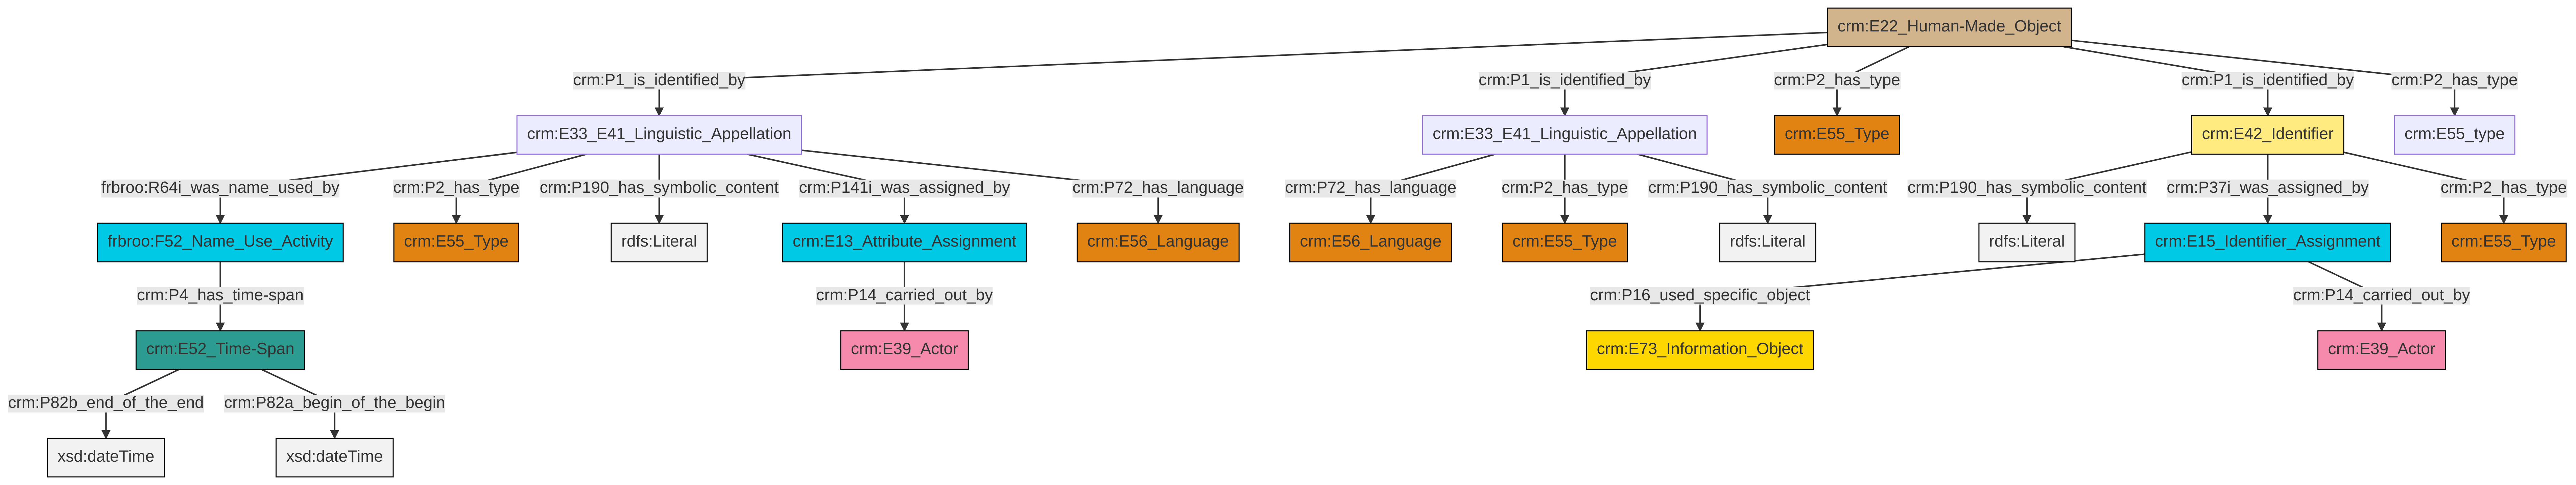 crm:E22_Human-Made_Object
crm:P1_is_identified_by
crm:P1_is_identified_by
crm:P2_has_type
crm:P1_is_identified_by
crm:P2_has_type
crm:E33_E41_Linguistic_Appellation
crm:E33_E41_Linguistic_Appellation
crm:E55_Type
crm:E42_Identifier
crm:E55_type
frbroo:R64i_was_name_used_by
crm:P2_has_type
crm:P190_has_symbolic_content
crm:P141i_was_assigned_by
crm:P72_has_language
crm:P72_has_language
crm:P2_has_type
crm:P190_has_symbolic_content
crm:P190_has_symbolic_content
crm:P37i_was_assigned_by
crm:P2_has_type
frbroo:F52_Name_Use_Activity
crm:E55_Type
rdfs:Literal
crm:E13_Attribute_Assignment
crm:E56_Language
crm:E56_Language
crm:E55_Type
rdfs:Literal
rdfs:Literal
crm:E15_Identifier_Assignment
crm:E55_Type
crm:P4_has_time-span
crm:P14_carried_out_by
crm:P16_used_specific_object
crm:P14_carried_out_by
crm:E52_Time-Span
crm:E39_Actor
crm:E73_Information_Object
crm:E39_Actor
crm:P82b_end_of_the_end
crm:P82a_begin_of_the_begin
xsd:dateTime
xsd:dateTime